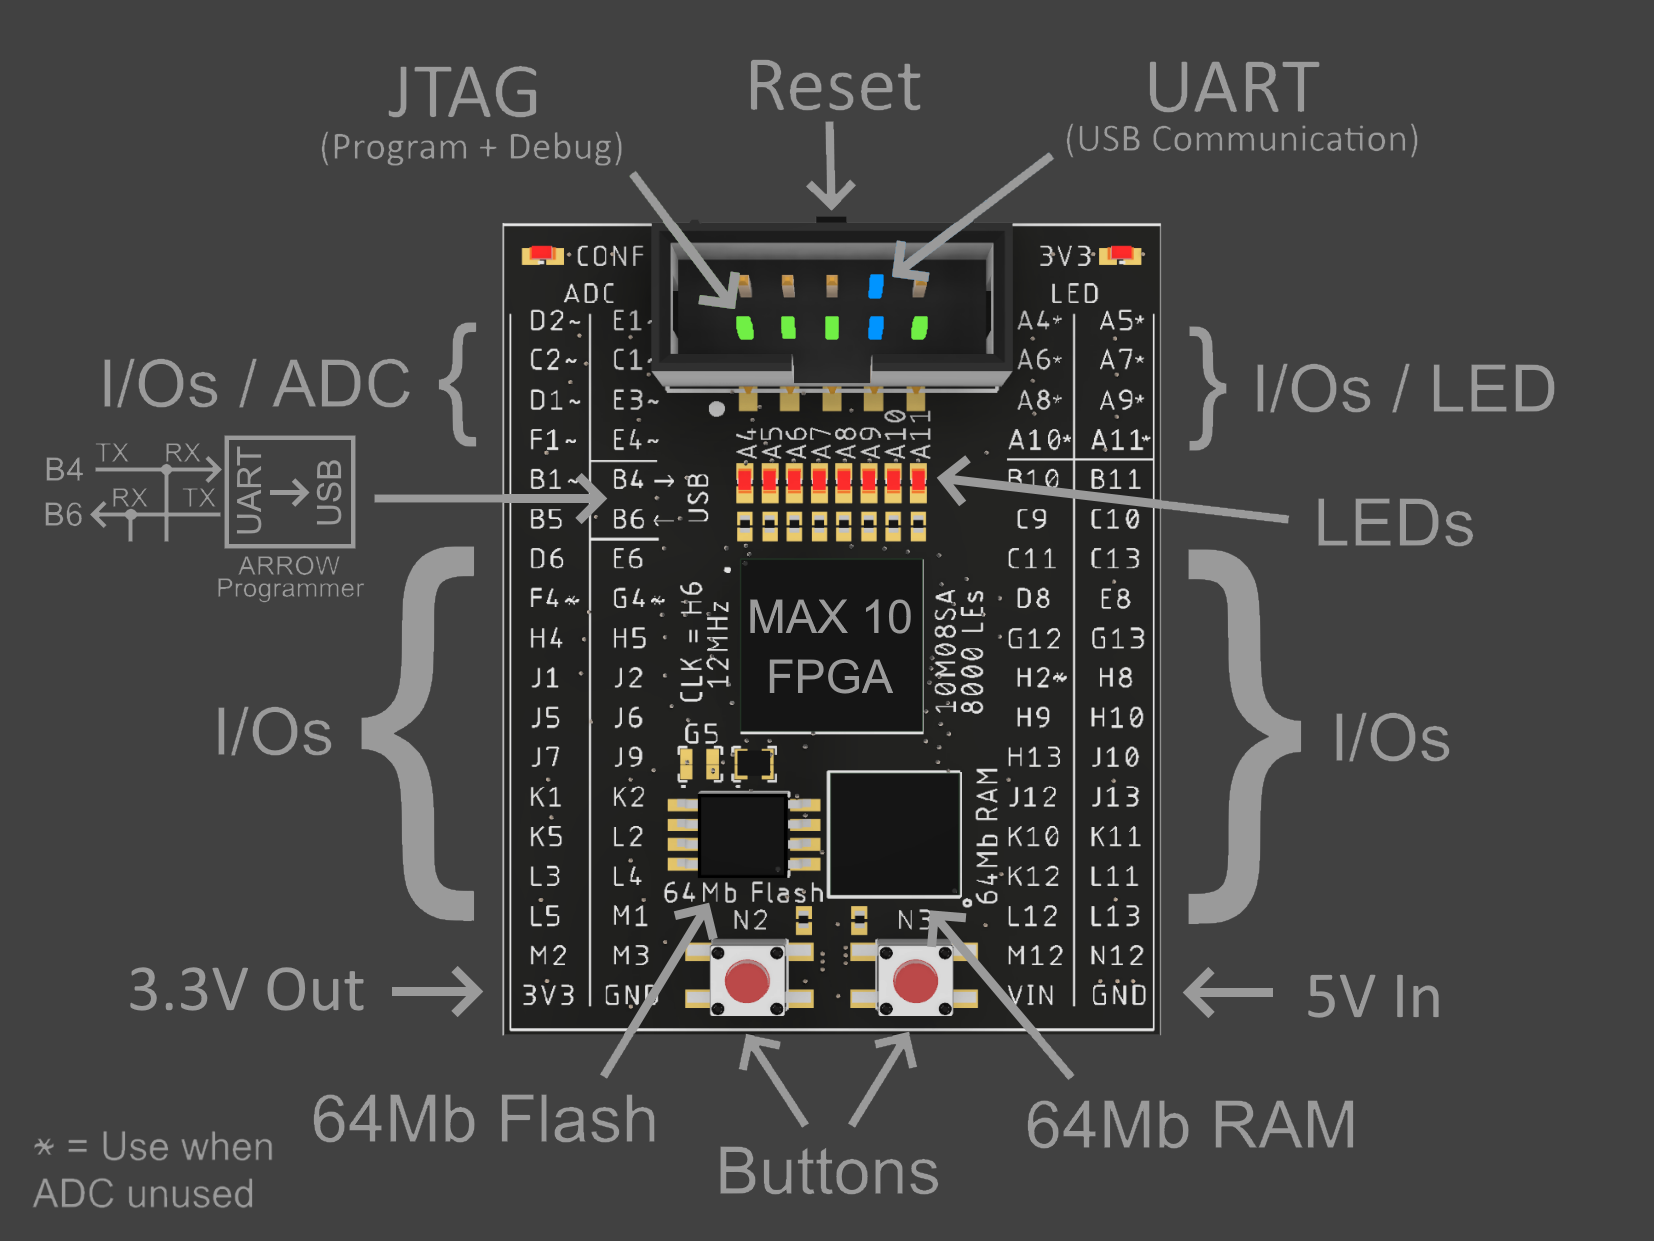 JTAG
(Program + Debug)
Reset
UART
(USB Communication)
CONF
3V3
ADC
LED
D2~ E1~
A4* A5*
C2~ C1~
A6* A7*
D1~ E3~
A8* A9*
F1~ E4~
A10* A11*
I/Os / ADC
I/Os / LED
A4 A5 A6 A7 A8 A9 A10 A11
B4 TX RX
B6 RX TX
UART → USB
ARROW
Programmer
B1~ B4 →
B5 B6 ←
USB
B10 B11
C9 C10
LEDs
D6 E6
C11 C13
F4~* G4~*
D8 E8
H4 H5
G12 G13
J1 J2
H2~* H8
J5 J6
H9 H10
J7 J9
H13 J10
K1 K2
J12 J13
K5 L2
K10 K11
L3 L4
K12 L11
L5 M1
L12 L13
M2 M3
M12 N12
3V3 GND
VIN GND
CLK = H6
12MHz
MAX 10
FPGA
10M08SA
8000 LEs
I/Os
I/Os
G5
64Mb RAM
64Mb Flash
N2
N3
3.3V Out
5V In
64Mb Flash
64Mb RAM
Buttons
* = Use when
ADC unused